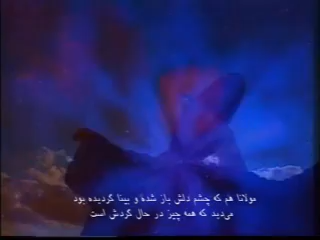 مولانا هم که چشم دلش باز شده و بینا گردیده بود
می‌دید که همه چیز در حال گردش است